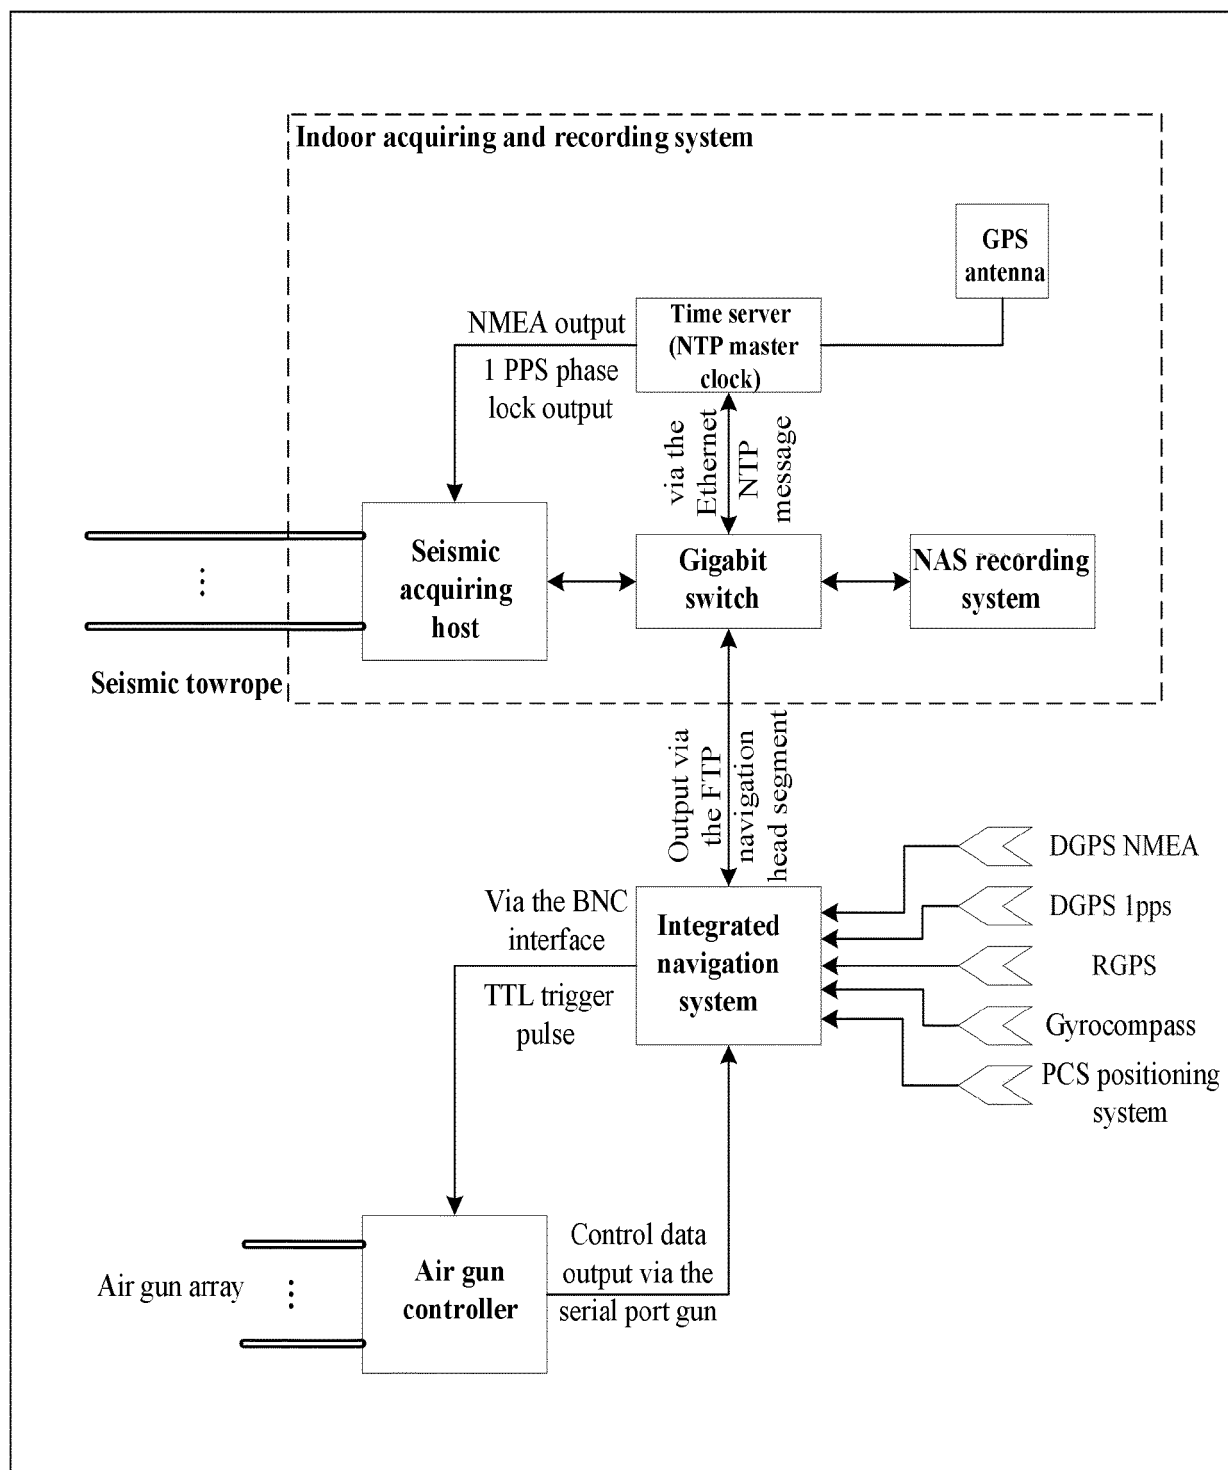 Indoor acquiring and recording system
GPS
antenna
Time server
(NTP master
clock)
NMEA output
1 PPS phase
lock output
via the
Ethernet
NTP
message
Seismic
acquiring
host
Gigabit
switch
NAS recording
system
Seismic towrope
Output via
the FTP
navigation
head segment
DGPS NMEA
DGPS 1pps
RGPS
Gyrocompass
PCS positioning
system
Via the BNC
interface
TTL trigger
pulse
Integrated
navigation
system
Air gun array
Air gun
controller
Control data
output via the
serial port gun